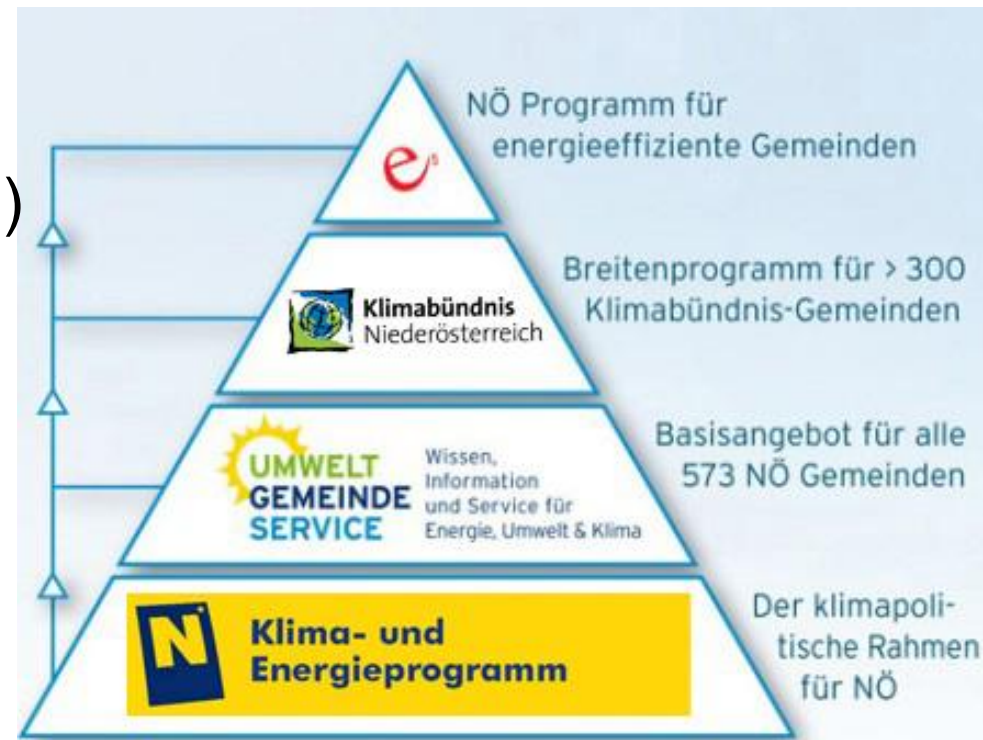 NÖ Programm für
energieeffiziente Gemeinden
e5
)
Breitenprogramm für > 300
Klimabündnis-Gemeinden
Klimabündnis
Niederösterreich
Basisangebot für alle
573 NÖ Gemeinden
UMWELT
GEMEINDE
SERVICE
Wissen,
Information
und Service für
Energie, Umwelt & Klima
Der klimapoli-
tische Rahmen
für NÖ
N
Klima- und
Energieprogramm